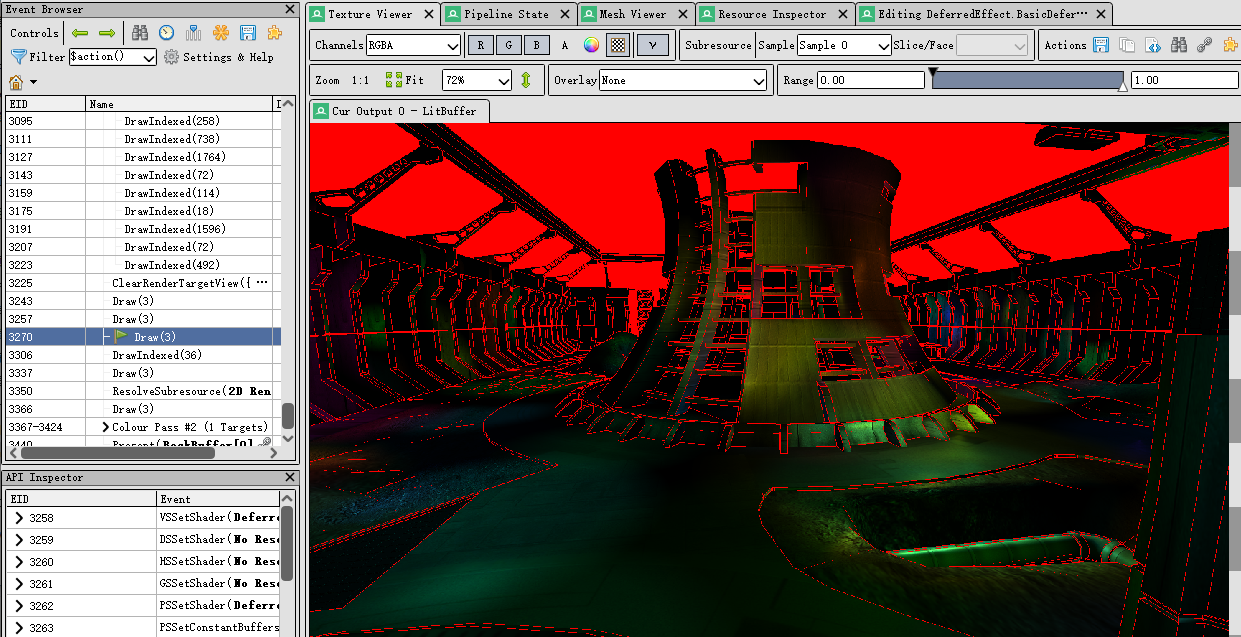 Event Browser
Controls
Filter $action() Settings & Help
EID Name
3095 DrawIndexed(258)
3111 DrawIndexed(738)
3127 DrawIndexed(1764)
3143 DrawIndexed(72)
3159 DrawIndexed(114)
3175 DrawIndexed(18)
3191 DrawIndexed(1596)
3207 DrawIndexed(72)
3223 DrawIndexed(492)
3225 ClearRenderTargetView({ ···
3243 Draw(3)
3257 Draw(3)
3270 Draw(3)
3306 DrawIndexed(36)
3337 Draw(3)
3350 ResolveSubresource(2D Ren
3366 Draw(3)
3367-3424 Colour Pass #2 (1 Targets)
3440 Present(BackBuffer[0]
API Inspector
EID Event
3258 VSSetShader(Deferre
3259 DSSetShader(No Reso
3260 HSSetShader(No Reso
3261 GSSetShader(No Reso
3262 PSSetShader(Deferre
3263 PSSetConstantBuffers
Texture Viewer Pipeline State Mesh Viewer Resource Inspector Editing DeferredEffect.BasicDefer···
Channels RGBA R G B A γ Subresource Sample Sample 0 Slice/Face Actions
Zoom 1:1 Fit 72% Overlay None Range 0.00 1.00
Cur Output 0 - LitBuffer